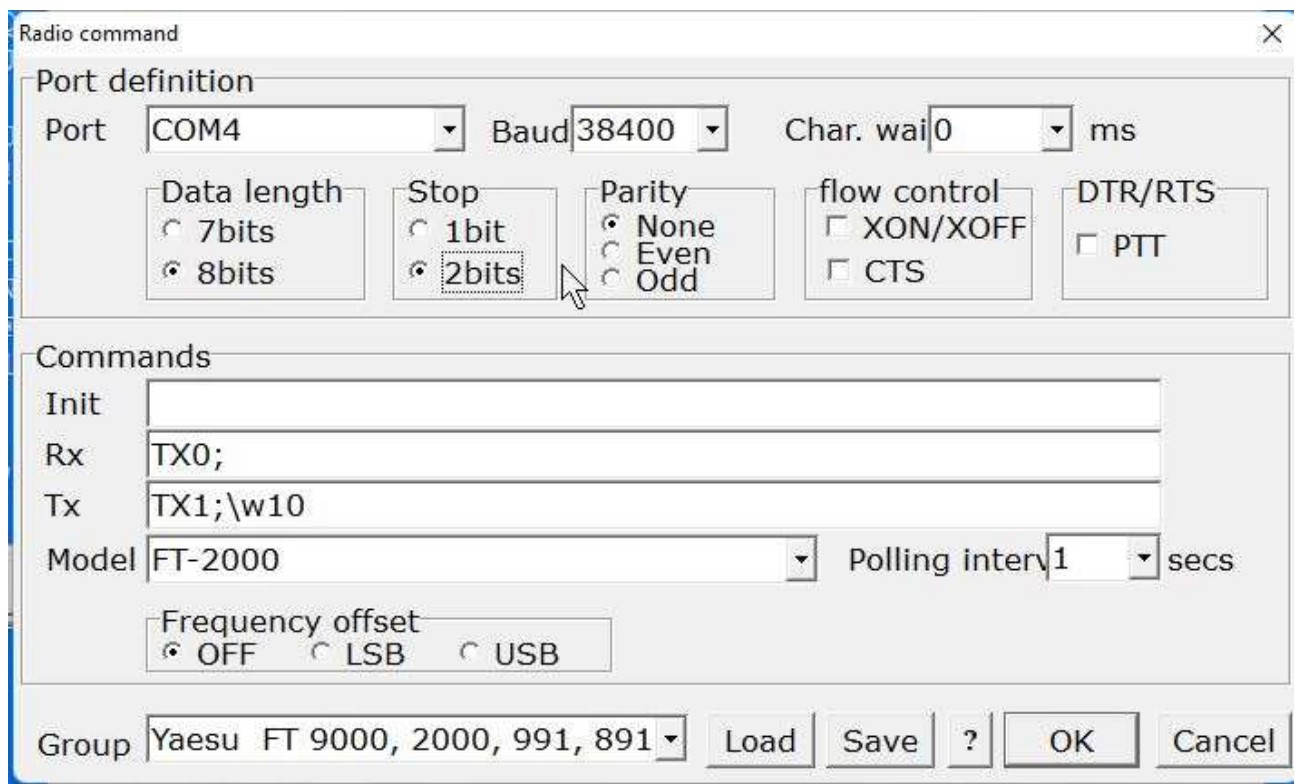 Radio command
Port definition
Port COM4 Baud 38400 Char. wai 0 ms
Data length Stop Parity flow control DTR/RTS
7bits 1bit None XON/XOFF PTT
Even
8bits 2bits Odd CTS
Commands
Init
Rx TX0;
Tx TX1;\w10
Model FT-2000 Polling interv 1 secs
Frequency offset
OFF LSB USB
Group Yaesu FT 9000, 2000, 991, 891 Load Save ? OK Cancel